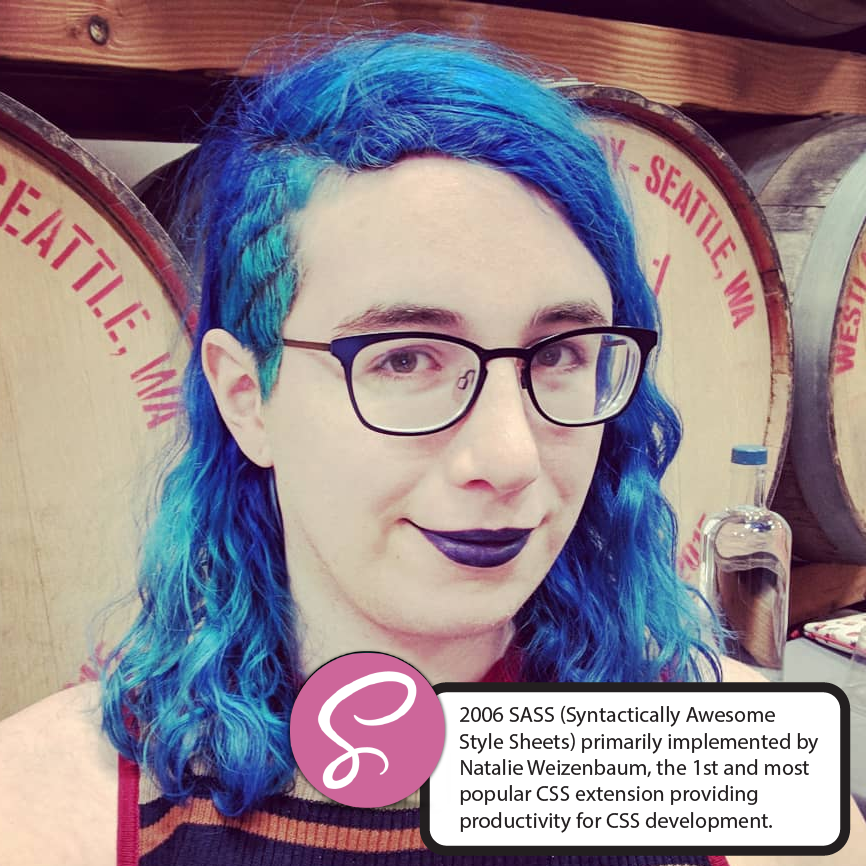 SEATTLE, WA
- SEATTLE, WA
WEST
2006 SASS (Syntactically Awesome
Style Sheets) primarily implemented by
Natalie Weizenbaum, the 1st and most
popular CSS extension providing
productivity for CSS development.